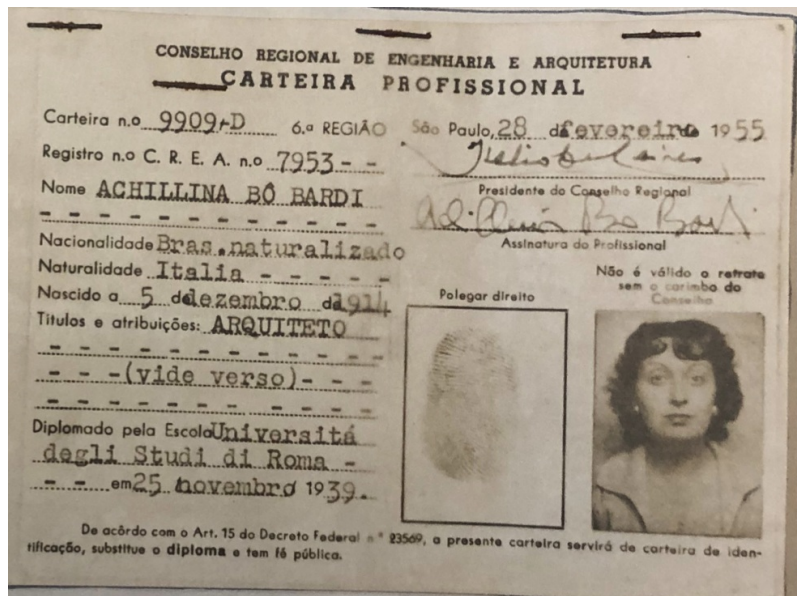 CONSELHO REGIONAL DE ENGENHARIA E ARQUITETURA
CARTEIRA PROFISSIONAL
Carteira n.o 9909-D 6.a REGIÃO
Registro n.o C. R. E. A. n.o 7953 - -
Nome ACHILLINA BÔ BARDI
- - - - - - - - - - - - -
Nacionalidade Bras.naturalizado
Naturalidade Italia - - - - -
Nascido a 5 de dezembro de 1914
Titulos e atribuições: ARQUITETO
- - - - - - - - - - - - -
- - -(vide verso)- - -
- - - - - - - - - - - - -
Diplomado pela Escola Universitá
degli Studi di Roma -
- - em 25 novembro 1939.
São Paulo, 28 de fevereiro 1955
Presidente do Conselho Regional
Achillina Bo Bardi
Assinatura do Profissional
Polegar direito
Não é válido o retrato
sem o carimbo do
Conselho
De acôrdo com o Art. 15 do Decreto Federal n.º 23569, a presente carteira servirá de carteira de iden-
tificação, substitue o diploma e tem fé pública.